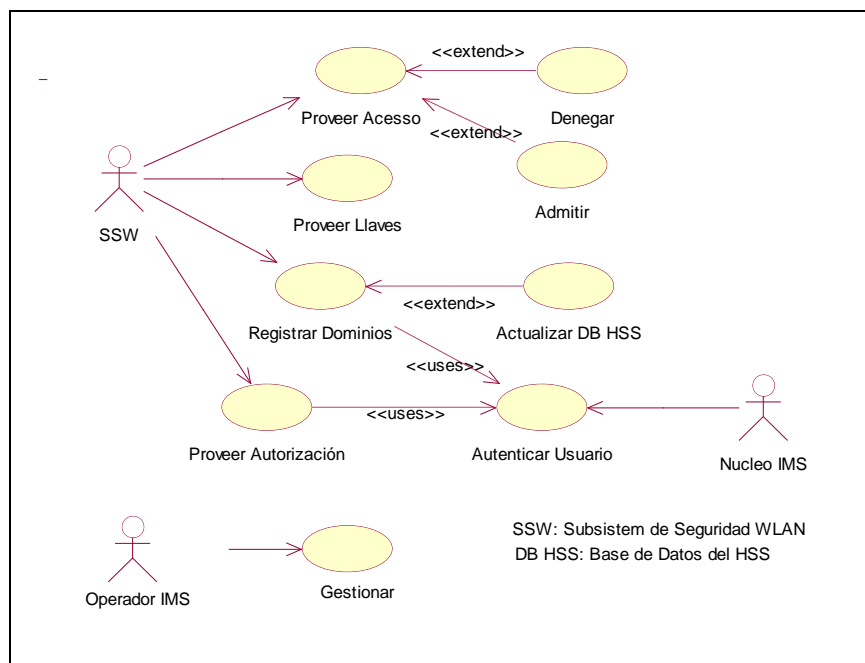 <<extend>>
Proveer Acesso
Denegar
<<extend>>
Admitir
SSW
Proveer Llaves
<<extend>>
Registrar Dominios
Actualizar DB HSS
<<uses>>
<<uses>>
Proveer Autorización
Autenticar Usuario
Nucleo IMS
SSW: Subsistem de Seguridad WLAN
DB HSS: Base de Datos del HSS
Operador IMS
Gestionar